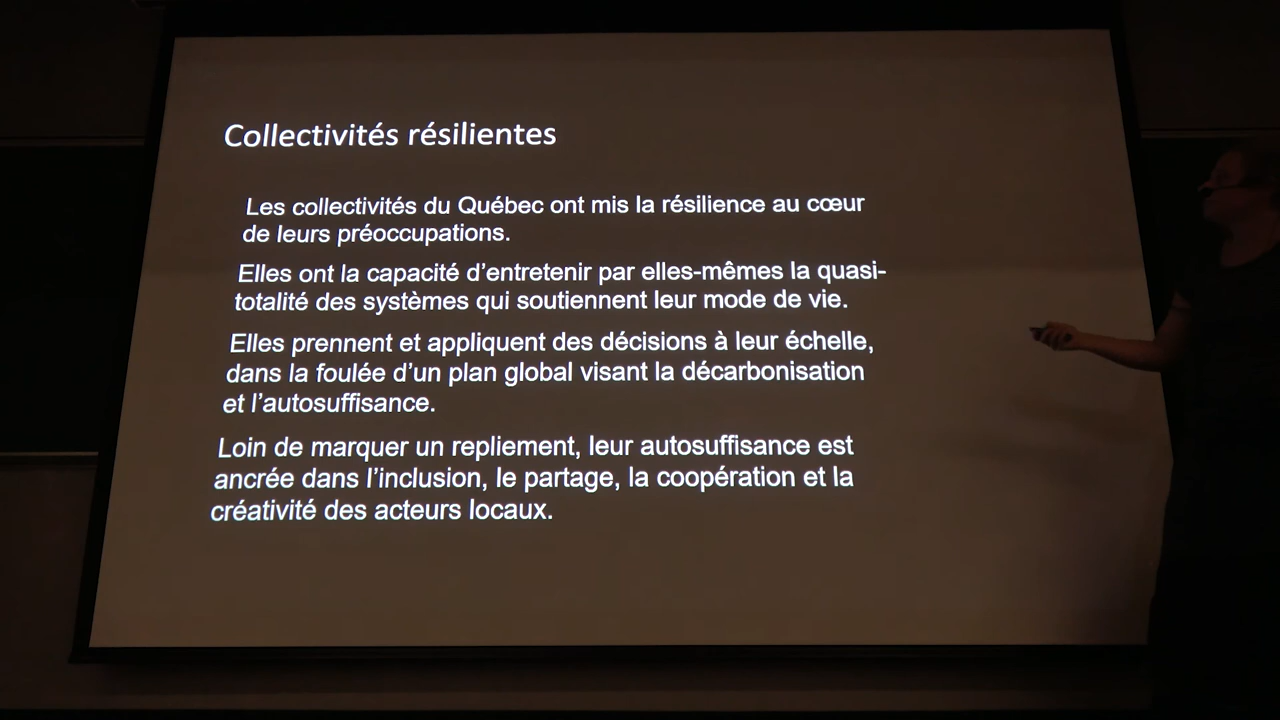 Collectivités résilientes
Les collectivités du Québec ont mis la résilience au cœur
de leurs préoccupations.
Elles ont la capacité d’entretenir par elles-mêmes la quasi-
totalité des systèmes qui soutiennent leur mode de vie.
Elles prennent et appliquent des décisions à leur échelle,
dans la foulée d’un plan global visant la décarbonisation
et l’autosuffisance.
Loin de marquer un repliement, leur autosuffisance est
ancrée dans l’inclusion, le partage, la coopération et la
créativité des acteurs locaux.